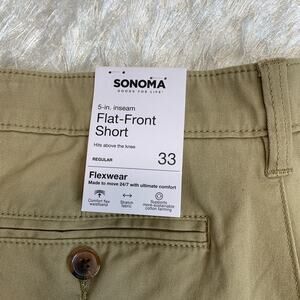 SONOMA
GOODS FOR LIFE
5-in. inseam
Flat-Front
Short
Hits above the knee
REGULAR 33
Flexwear
Made to move 24/7 with ultimate comfort
Comfort flex
waistband
Stretch
fabric
Supports
more-sustainable
cotton farming